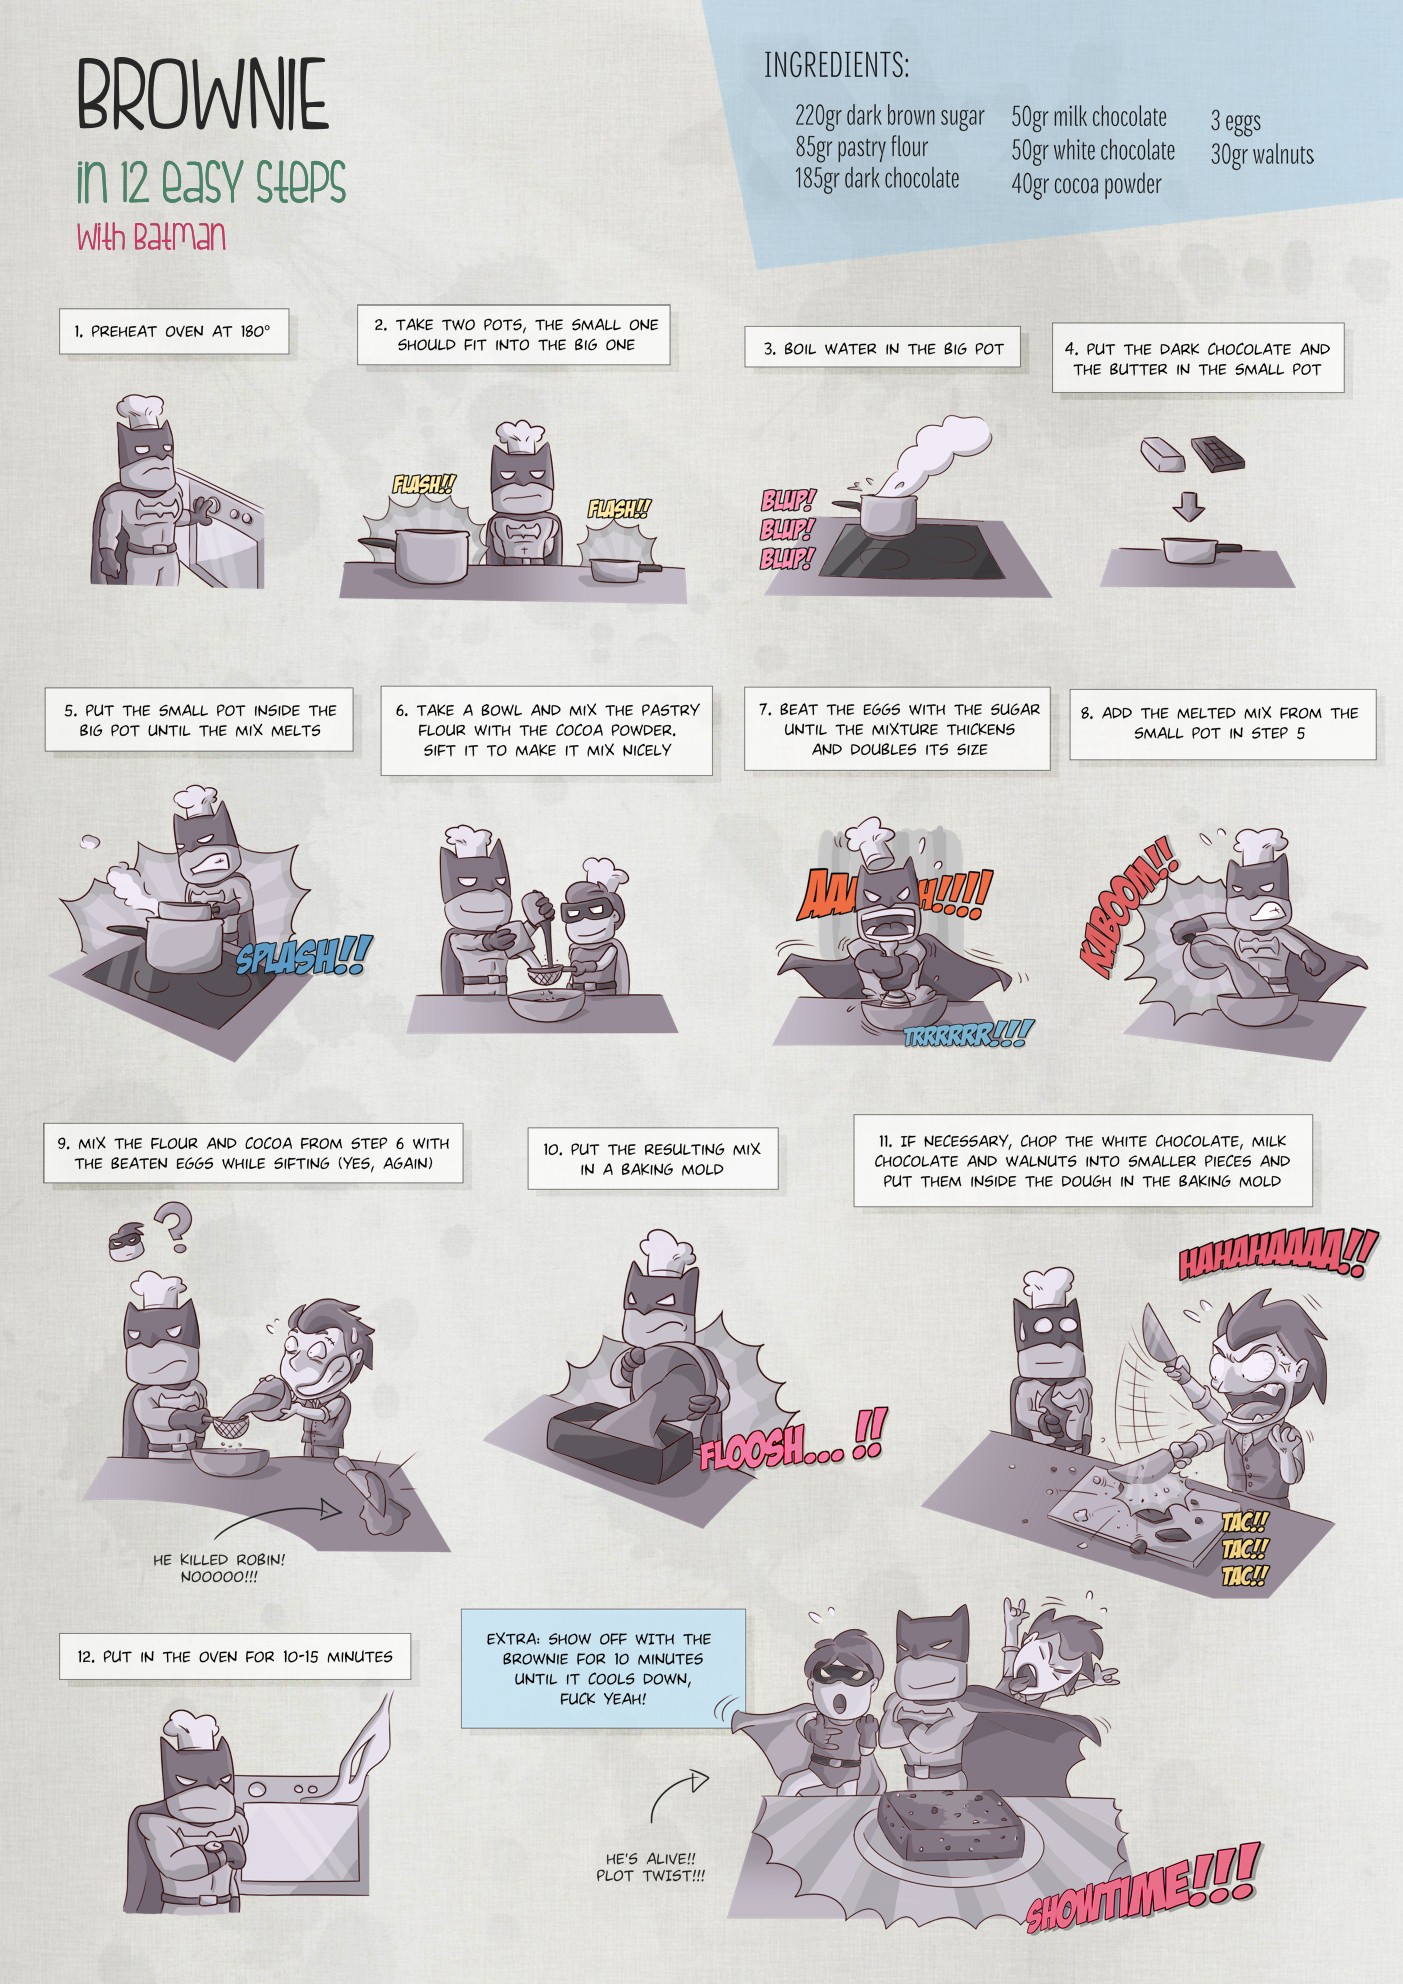 BROWNIE
in 12 easy steps
with Batman
INGREDIENTS:
220gr dark brown sugar
85gr pastry flour
185gr dark chocolate
50gr milk chocolate
50gr white chocolate
40gr cocoa powder
3 eggs
30gr walnuts
1. PREHEAT OVEN AT 180°
2. TAKE TWO POTS, THE SMALL ONE
SHOULD FIT INTO THE BIG ONE
FLASH!!
FLASH!!
3. BOIL WATER IN THE BIG POT
BLUP!
BLUP!
BLUP!
4. PUT THE DARK CHOCOLATE AND
THE BUTTER IN THE SMALL POT
5. PUT THE SMALL POT INSIDE THE
BIG POT UNTIL THE MIX MELTS
SPLASH!!
6. TAKE A BOWL AND MIX THE PASTRY
FLOUR WITH THE COCOA POWDER.
SIFT IT TO MAKE IT MIX NICELY
7. BEAT THE EGGS WITH THE SUGAR
UNTIL THE MIXTURE THICKENS
AND DOUBLES ITS SIZE
AAA H!!!!
TRRRRRR!!!
8. ADD THE MELTED MIX FROM THE
SMALL POT IN STEP 5
KABOOM!!
9. MIX THE FLOUR AND COCOA FROM STEP 6 WITH
THE BEATEN EGGS WHILE SIFTING (YES, AGAIN)
?
HE KILLED ROBIN!
NOOOOO!!!
10. PUT THE RESULTING MIX
IN A BAKING MOLD
FLOOSH... !!
11. IF NECESSARY, CHOP THE WHITE CHOCOLATE, MILK
CHOCOLATE AND WALNUTS INTO SMALLER PIECES AND
PUT THEM INSIDE THE DOUGH IN THE BAKING MOLD
HAHAHAAAA!!
TAC!!
TAC!!
TAC!!
12. PUT IN THE OVEN FOR 10-15 MINUTES
EXTRA: SHOW OFF WITH THE
BROWNIE FOR 10 MINUTES
UNTIL IT COOLS DOWN,
FUCK YEAH!
HE'S ALIVE!!
PLOT TWIST!!!
SHOWTIME!!!